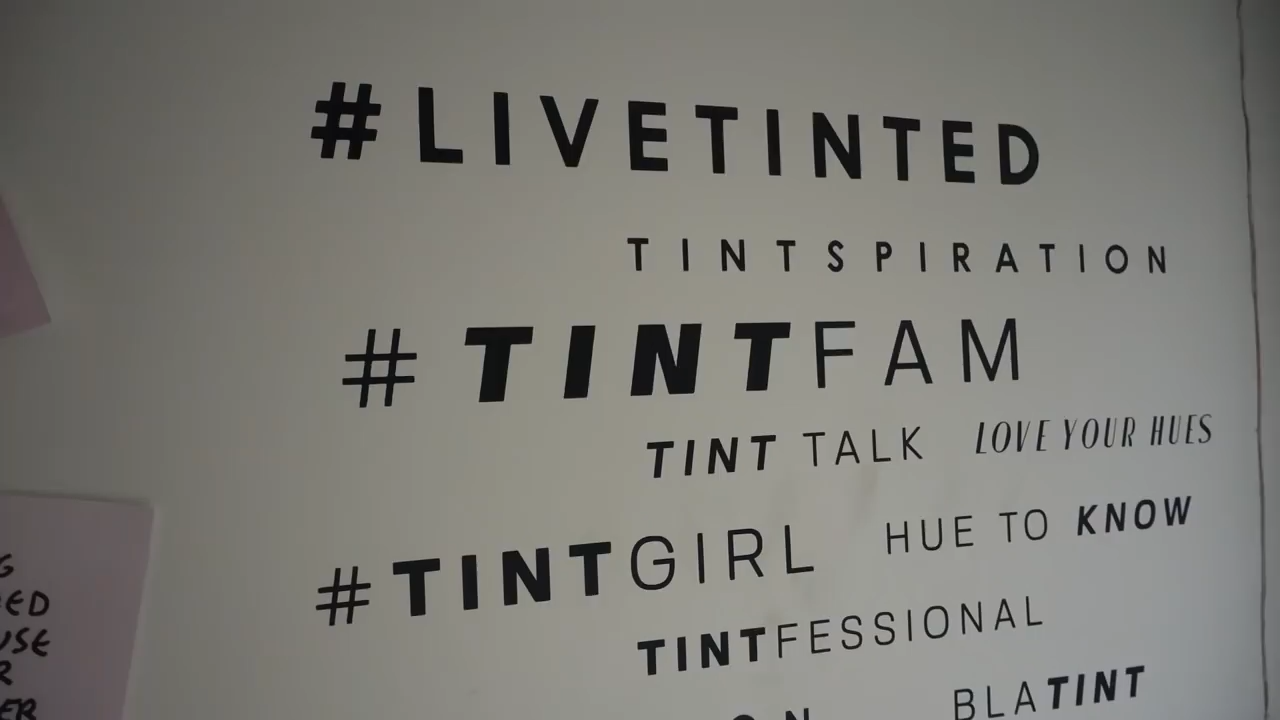 #LIVETINTED
TINTSPIRATION
#TINTFAM
TINT TALK
LOVE YOUR HUES
#TINTGIRL
HUE TO KNOW
TINTFESSIONAL
BLATINT